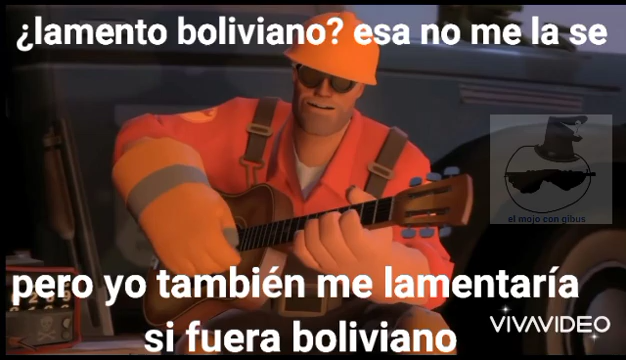 ¿lamento boliviano? esa no me la se
el mojo con gibus
pero yo también me lamentaría
si fuera boliviano
VIVAVIDEO